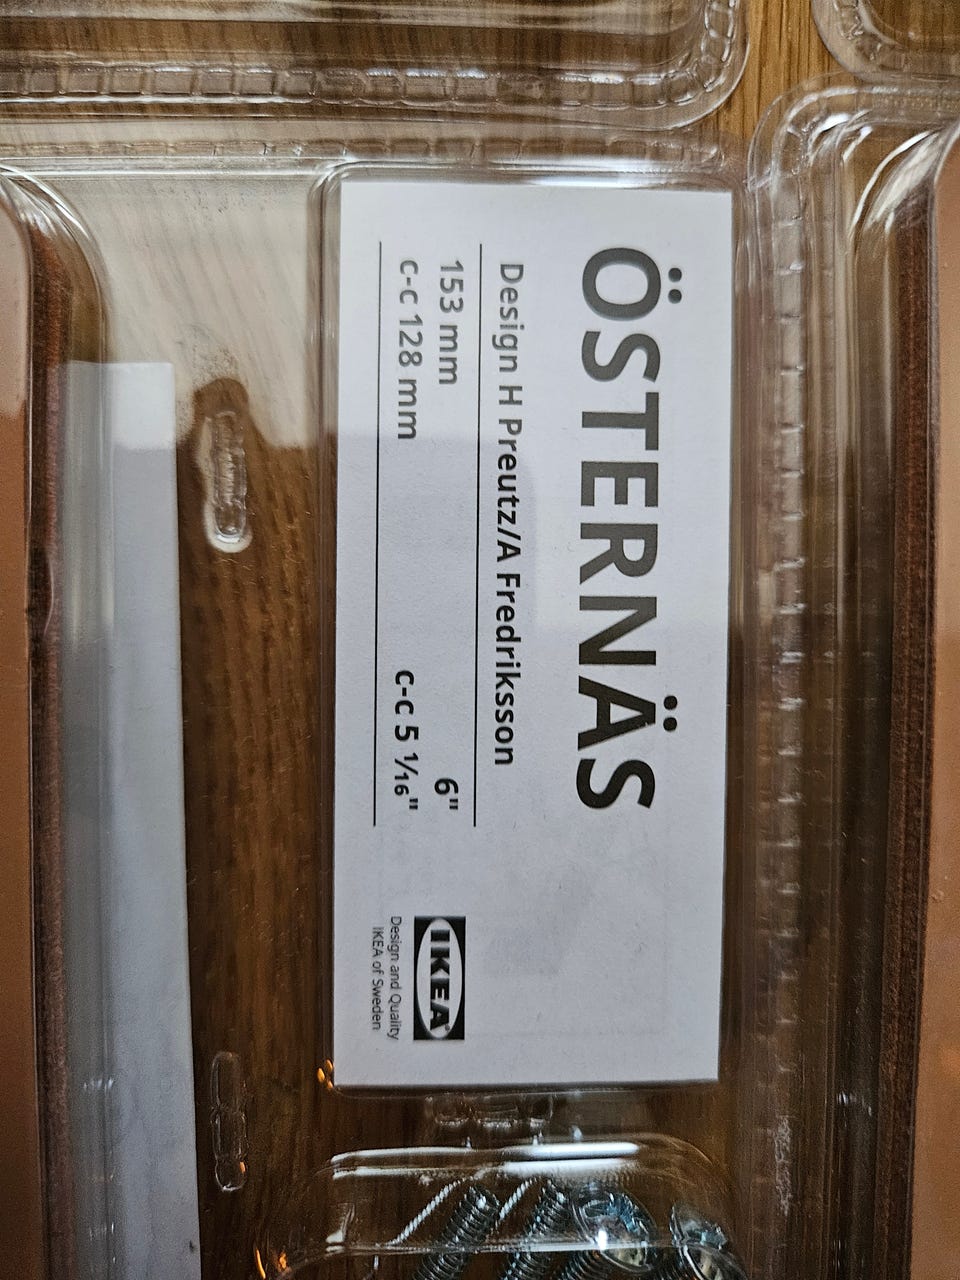 ÖSTERNÄS
Design H Preutz/A Fredriksson
153 mm 6"
c-c 128 mm c-c 5 1/16"
IKEA®
Design and Quality
IKEA of Sweden